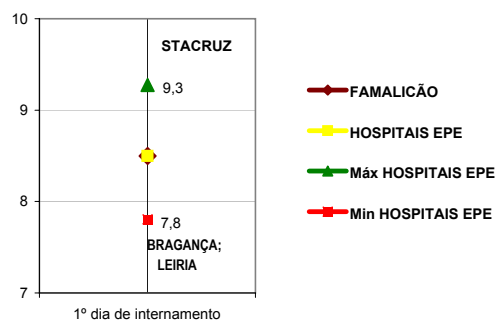 10
STACRUZ
9,3
9
8
7,8
BRAGANÇA;
LEIRIA
7
1º dia de internamento
FAMALICÃO
HOSPITAIS EPE
Máx HOSPITAIS EPE
Min HOSPITAIS EPE